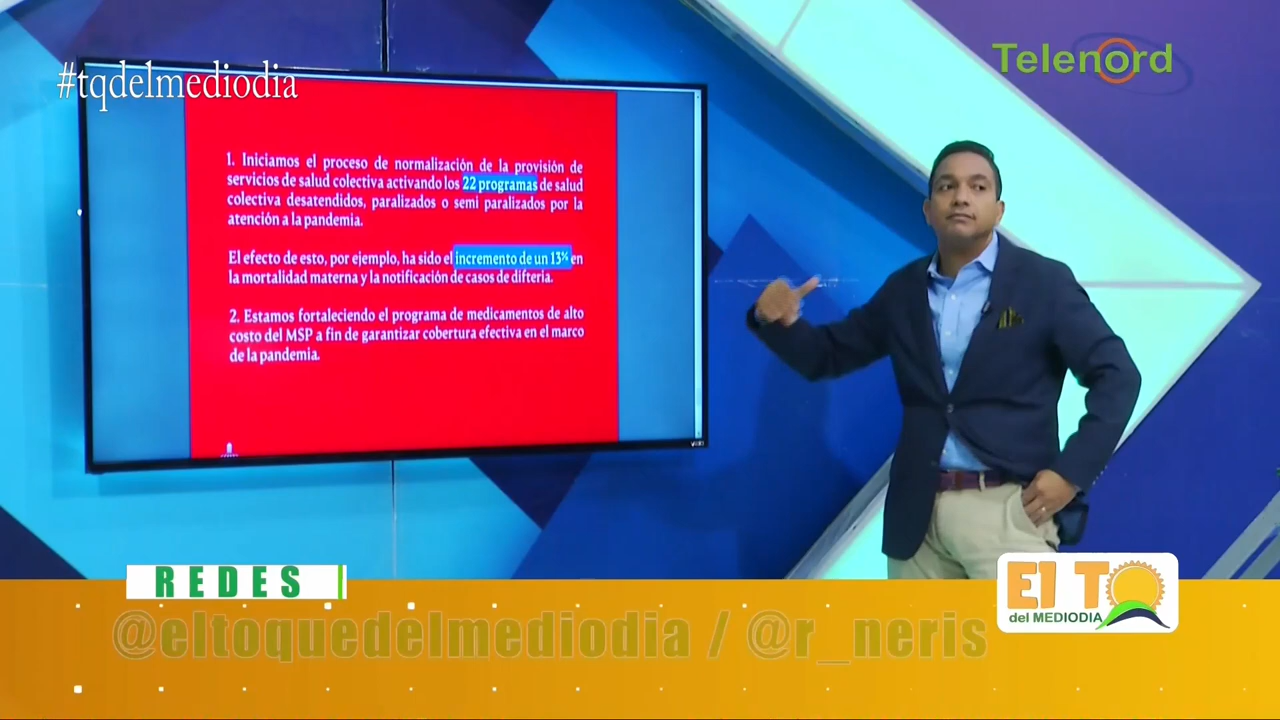 #tqdelmediodia
Telenord
1. Iniciamos el proceso de normalización de la provisión de
servicios de salud colectiva activando los 22 programas de salud
colectiva desatendidos, paralizados o semi paralizados por la
atención a la pandemia.
El efecto de esto, por ejemplo, ha sido el incremento de un 13% en
la mortalidad materna y la notificación de casos de difteria.
2. Estamos fortaleciendo el programa de medicamentos de alto
costo del MSP a fin de garantizar cobertura efectiva en el marco
de la pandemia.
REDES
@eltoquedelmediodia / @r_neris
El TO
del MEDIODIA